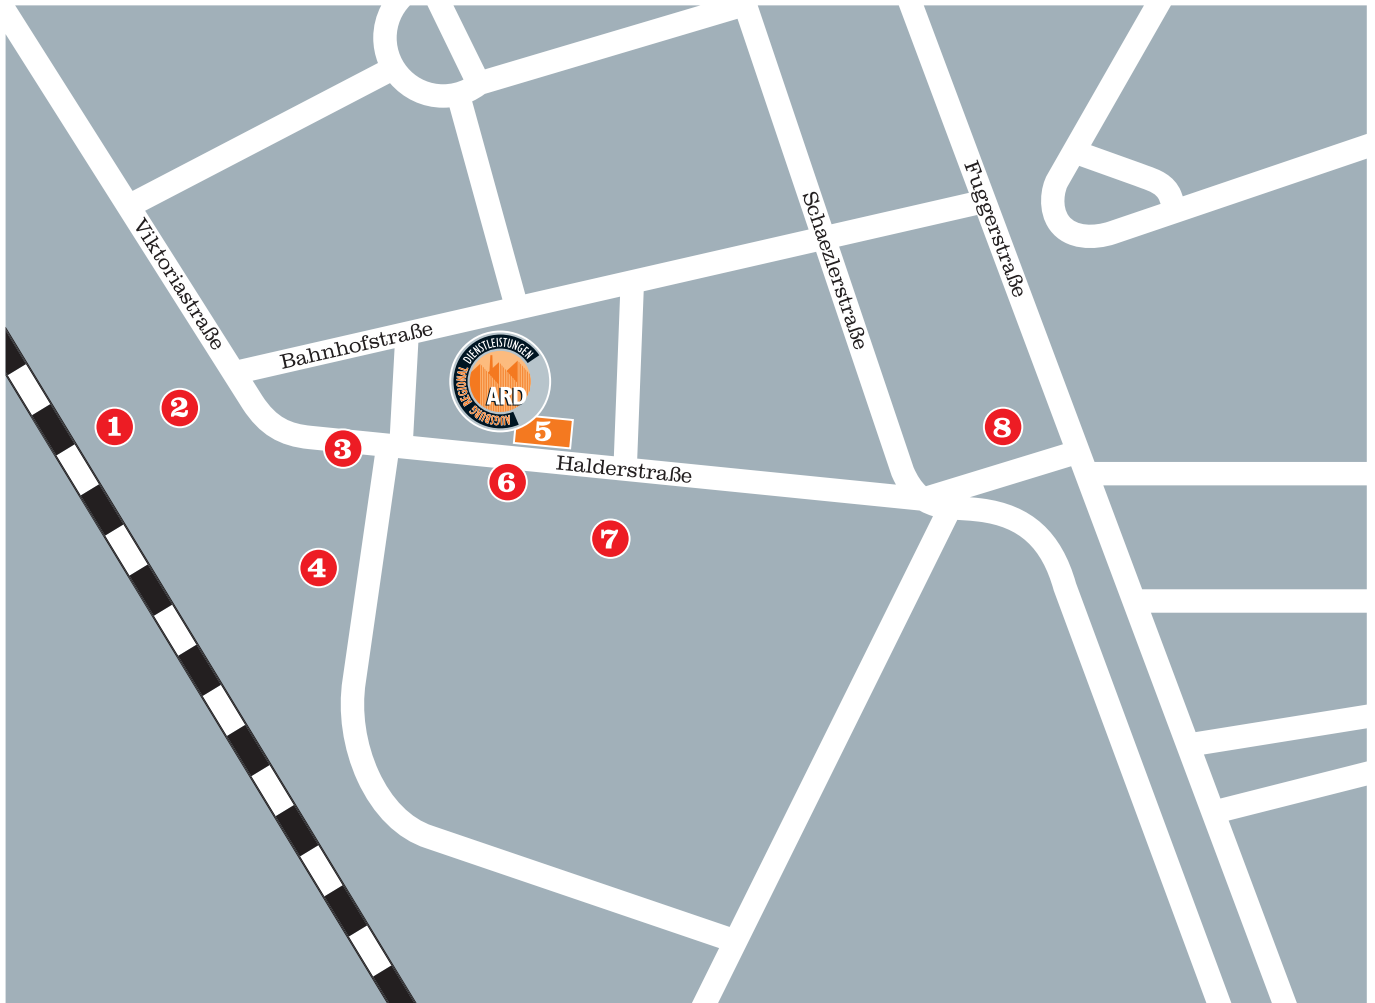 Viktoriastraße
Bahnhofstraße
Schaezlerstraße
Fuggerstraße
AUGSBURG REGIONAL DIENSTLEISTUNGEN
ARD
1
2
3
4
5
6
7
8
Halderstraße